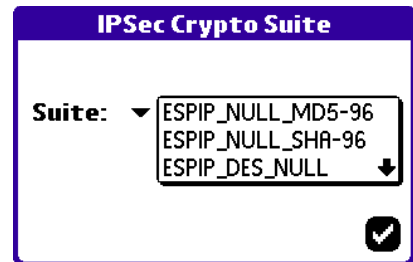 IPSec Crypto Suite
Suite: ESPIP_NULL_MD5-96
ESPIP_NULL_SHA-96
ESPIP_DES_NULL